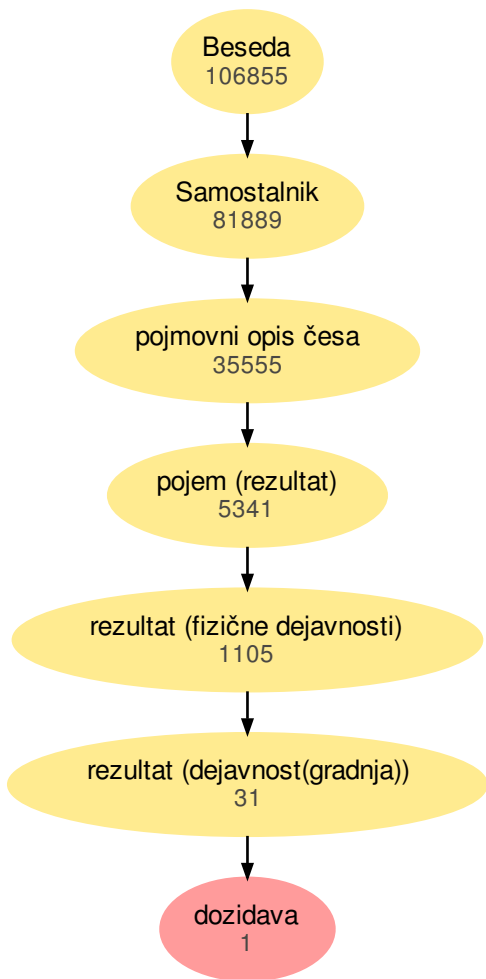 Beseda
106855
Samostalnik
81889
pojmovni opis česa
35555
pojem (rezultat)
5341
rezultat (fizične dejavnosti)
1105
rezultat (dejavnost(gradnja))
31
dozidava
1